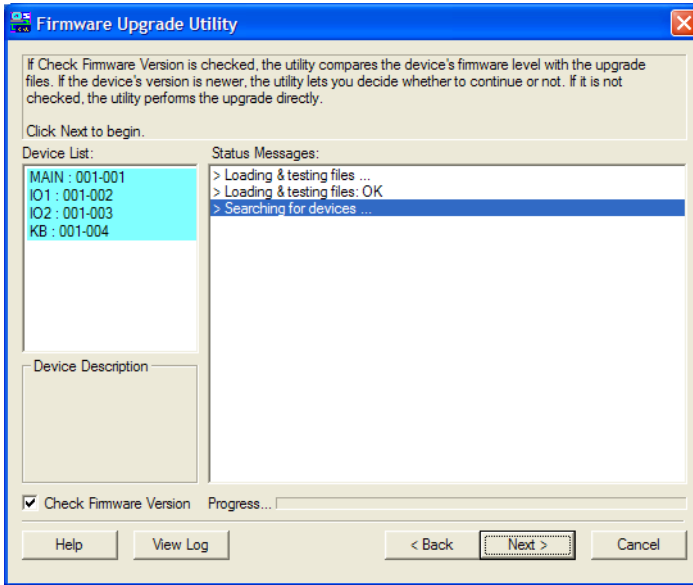 Firmware Upgrade Utility
If Check Firmware Version is checked, the utility compares the device's firmware level with the upgrade
files. If the device's version is newer, the utility lets you decide whether to continue or not. If it is not
checked, the utility performs the upgrade directly.
Click Next to begin.
Device List:
MAIN : 001-001
IO1 : 001-002
IO2 : 001-003
KB : 001-004
Status Messages:
> Loading & testing files ...
> Loading & testing files: OK
> Searching for devices ...
Device Description
Check Firmware Version
Progress...
Help
View Log
< Back
Next >
Cancel